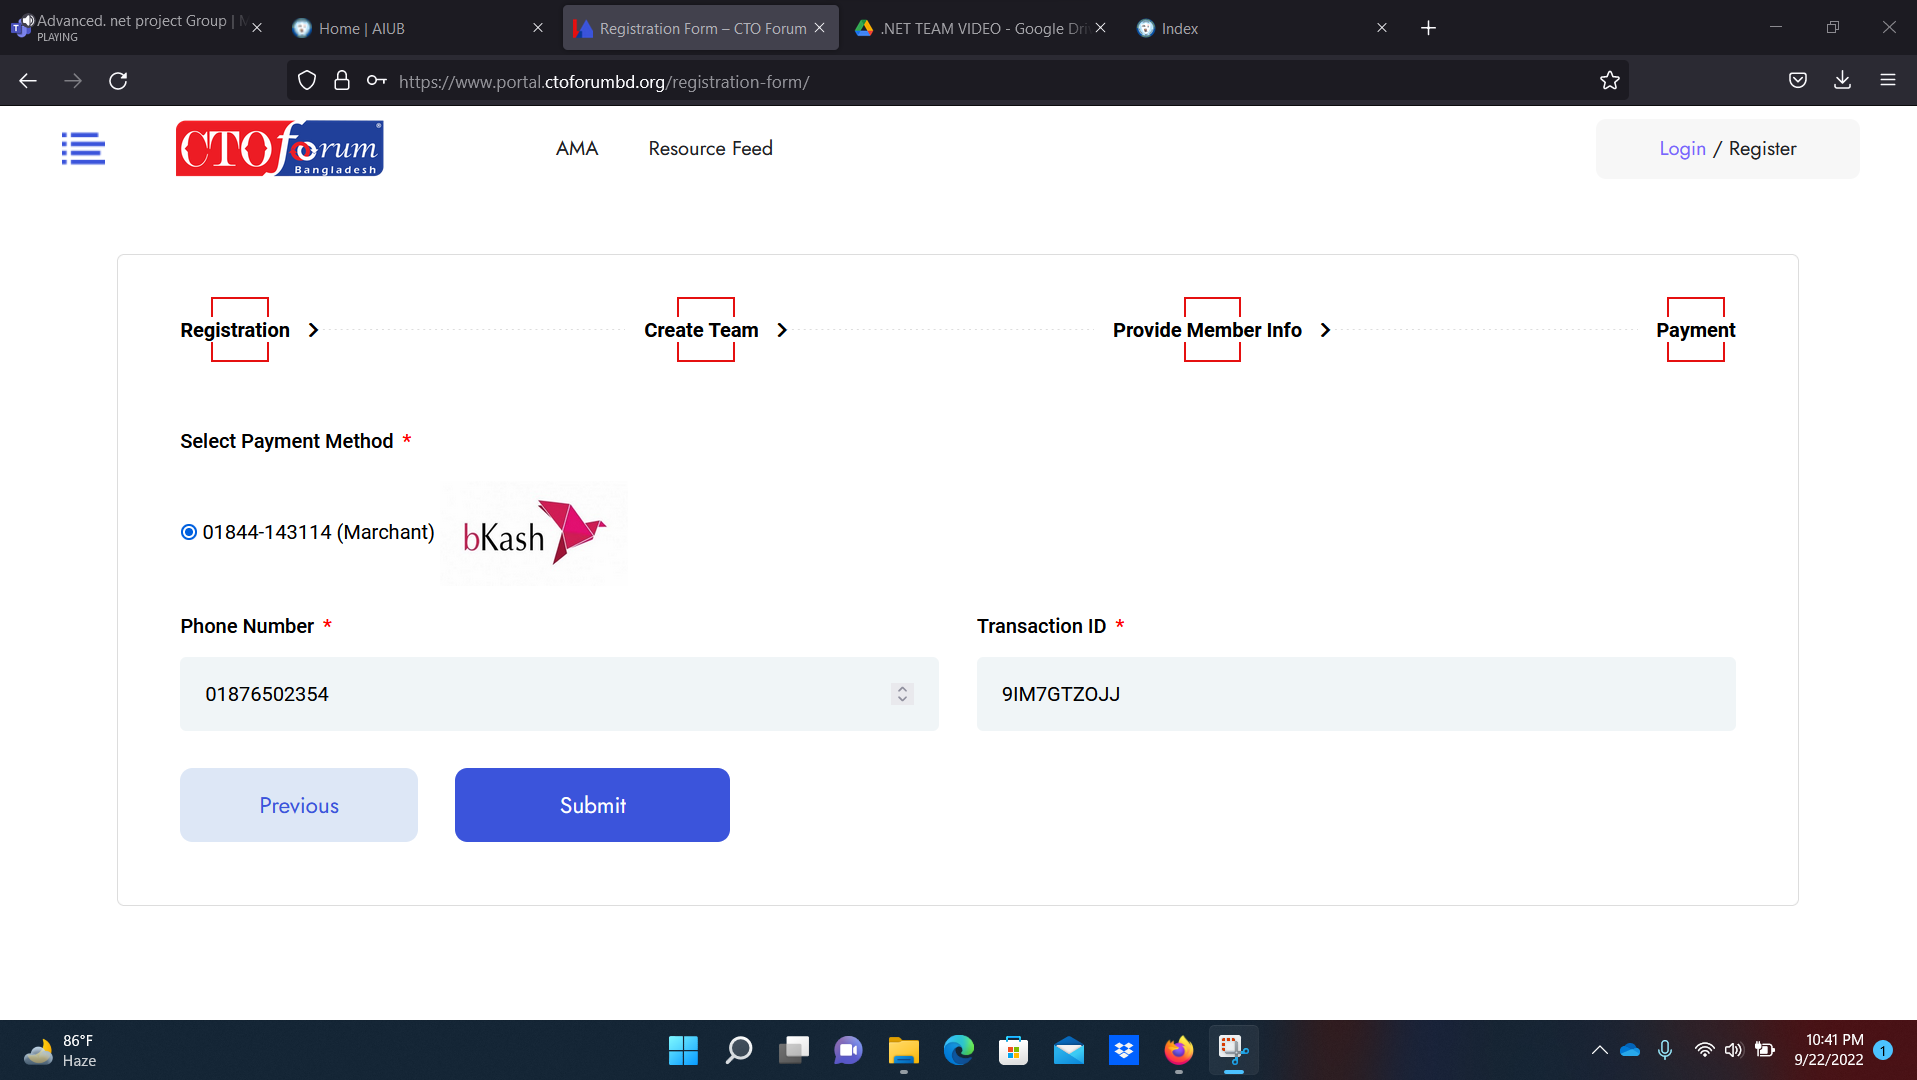 Advanced. net project Group |
PLAYING
Home | AIUB
Registration Form – CTO Forum
.NET TEAM VIDEO - Google Dri
Index
https://www.portal.ctoforumbd.org/registration-form/
CTO forum
Bangladesh
AMA
Resource Feed
Login / Register
Registration
Create Team
Provide Member Info
Payment
Select Payment Method *
01844-143114 (Marchant)
bKash
Phone Number *
Transaction ID *
01876502354
9IM7GTZOJJ
Previous
Submit
86°F
Haze
10:41 PM
9/22/2022
1